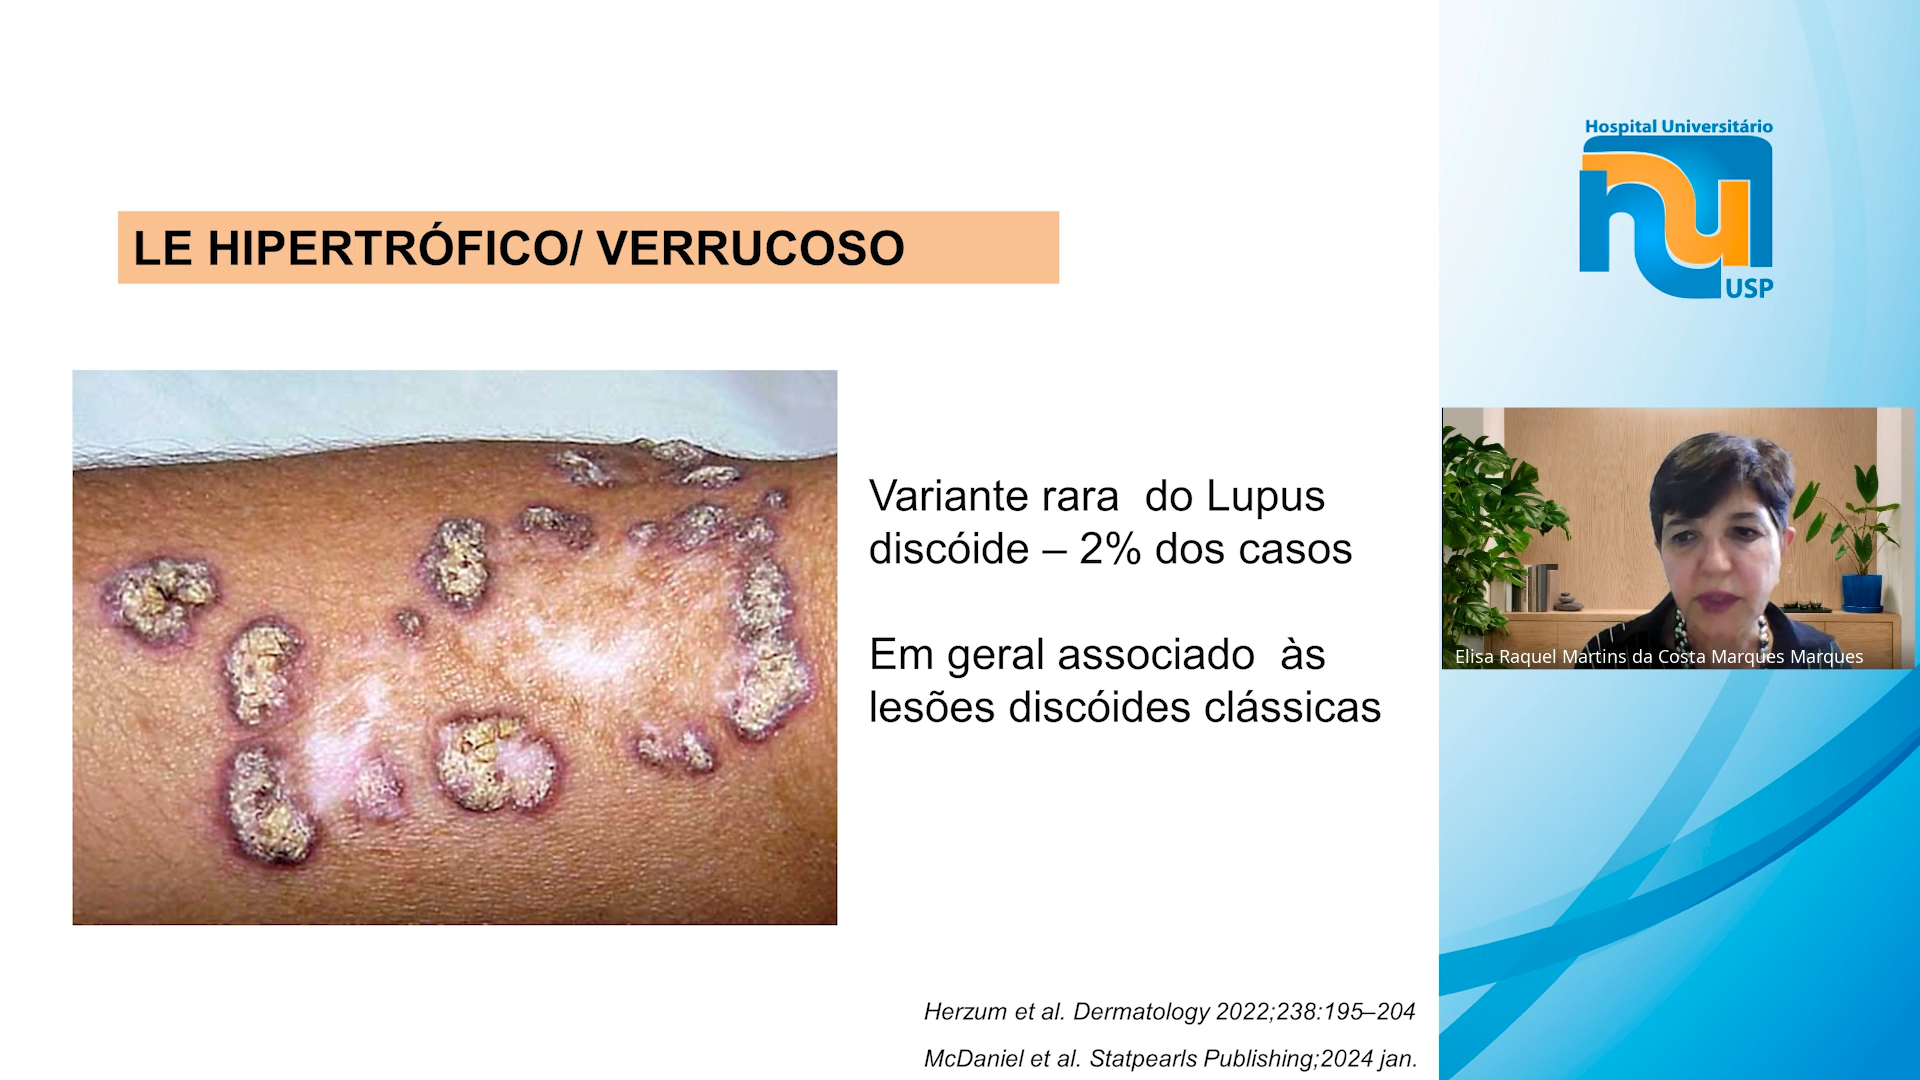 Hospital Universitário
hu
USP
LE HIPERTRÓFICO/ VERRUCOSO
Variante rara do Lupus
discóide – 2% dos casos
Em geral associado às
lesões discóides clássicas
Elisa Raquel Martins da Costa Marques Marques
Herzum et al. Dermatology 2022;238:195–204
McDaniel et al. Statpearls Publishing;2024 jan.